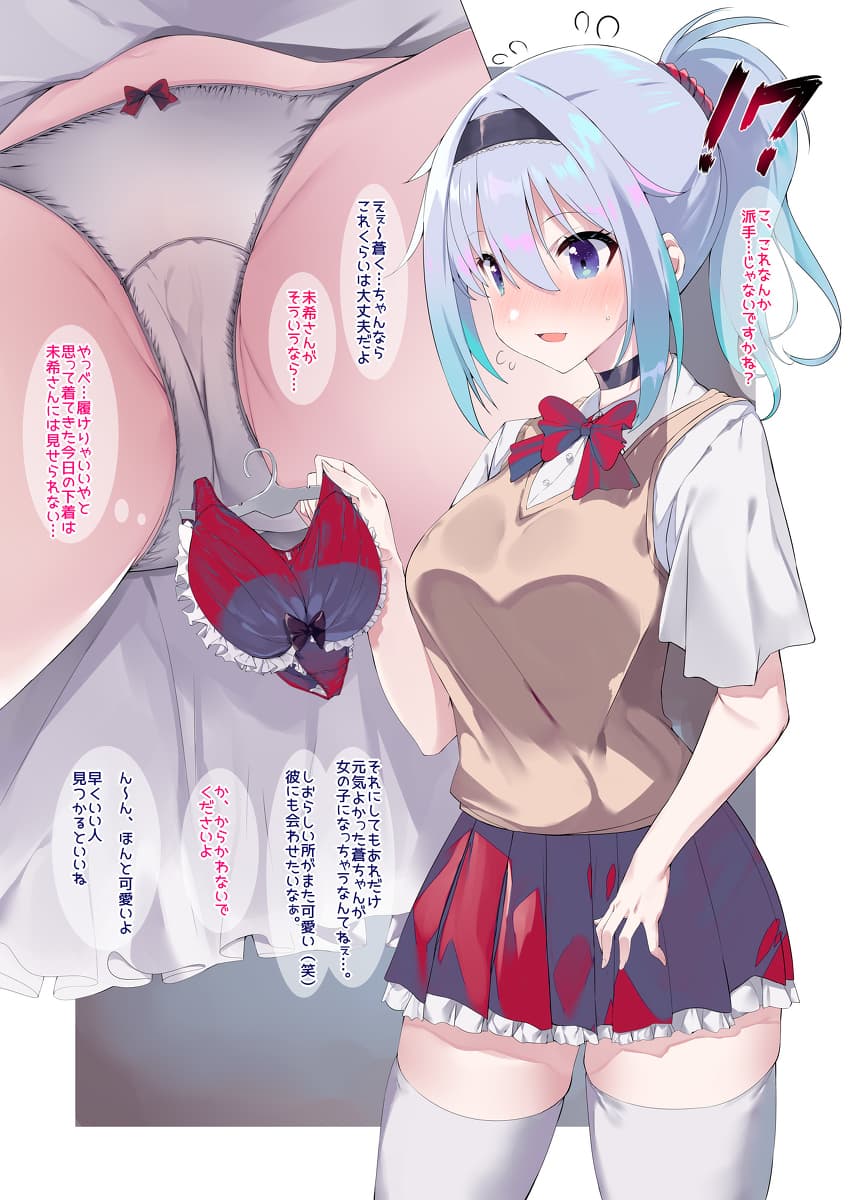 !?
こ、これなんか
派手…じゃないですかね?
えぇ〜蒼く…ちゃんなら
これくらいは大丈夫だよ
未希さんが
そういうなら…
やっべ…履けりゃいいやと
思って着てきた今日の下着は
未希さんには見せられない…
それにしてもあれだけ
元気よかった蒼ちゃんが
女の子になっちゃうなんてねぇ…。
しおらしい所がまた可愛い(笑)
彼にも会わせたいなぁ。
か、からかわないで
くださいよ
ん〜ん、ほんと可愛いよ
早くいい人
見つかるといいね